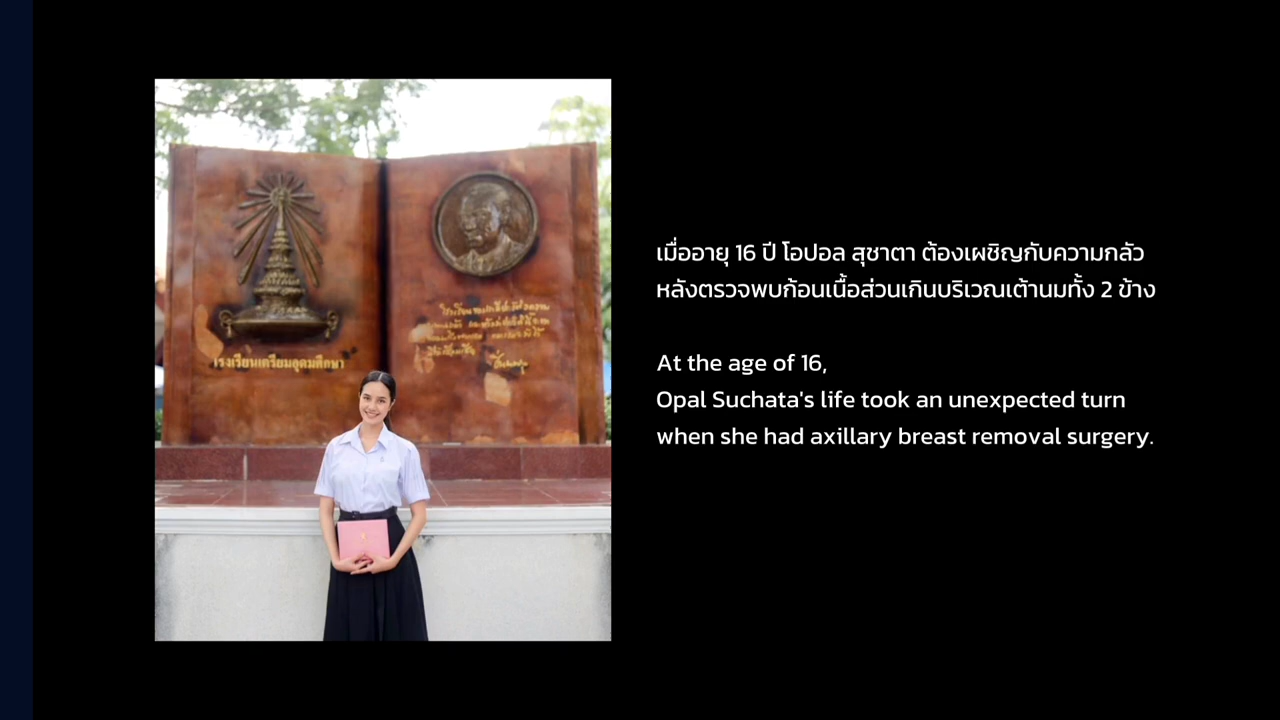 โรงเรียนเตรียมอุดมศึกษา
เมื่ออายุ 16 ปี โอปอล สุชาตา ต้องเผชิญกับความกลัว
หลังตรวจพบก้อนเนื้อส่วนเกินบริเวณเต้านมทั้ง 2 ข้าง
At the age of 16,
Opal Suchata's life took an unexpected turn
when she had axillary breast removal surgery.